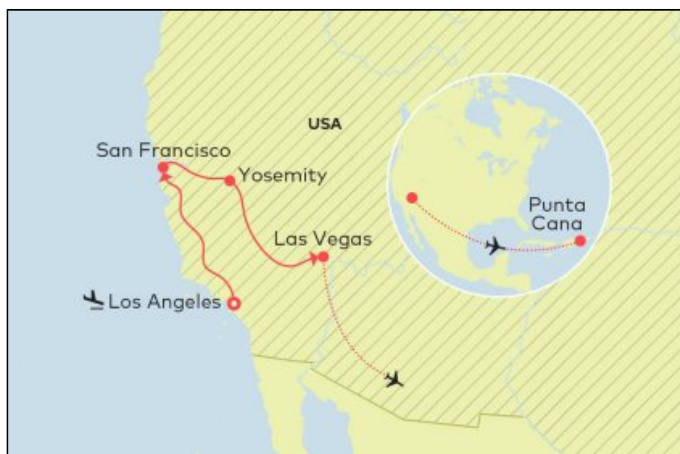 USA
San Francisco
Yosemity
Las Vegas
Los Angeles
Punta
Cana